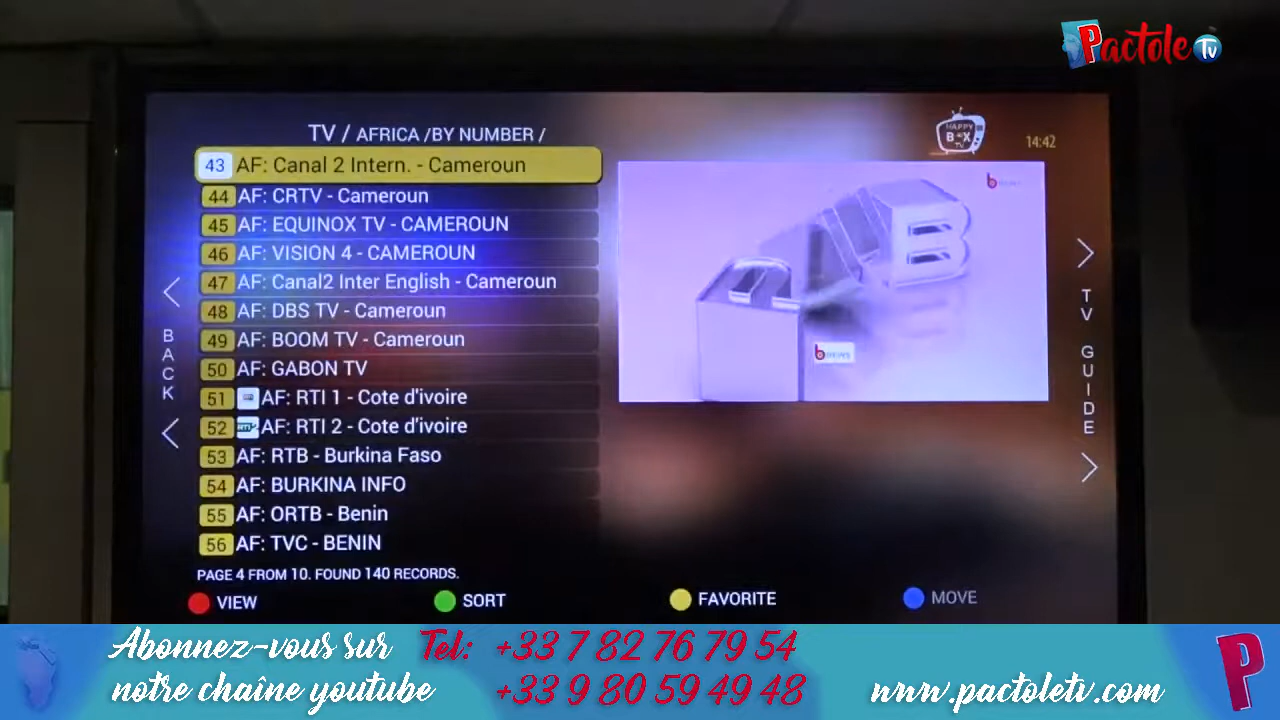 Pactole Tv
TV / AFRICA /BY NUMBER /
HAPPY
BOX
TV
14:42
43 AF: Canal 2 Intern. - Cameroun
44 AF: CRTV - Cameroun
45 AF: EQUINOX TV - CAMEROUN
46 AF: VISION 4 - CAMEROUN
47 AF: Canal2 Inter English - Cameroun
48 AF: DBS TV - Cameroun
49 AF: BOOM TV - Cameroun
50 AF: GABON TV
51 AF: RTI 1 - Cote d'ivoire
52 RTI2 AF: RTI 2 - Cote d'ivoire
53 AF: RTB - Burkina Faso
54 AF: BURKINA INFO
55 AF: ORTB - Benin
56 AF: TVC - BENIN
BACK
b news
B
b news
TV GUIDE
PAGE 4 FROM 10. FOUND 140 RECORDS.
VIEW SORT FAVORITE MOVE
Abonnez-vous sur
notre chaîne youtube
Tel: +33 7 82 76 79 54
+33 9 80 59 49 48
www.pactoletv.com
P